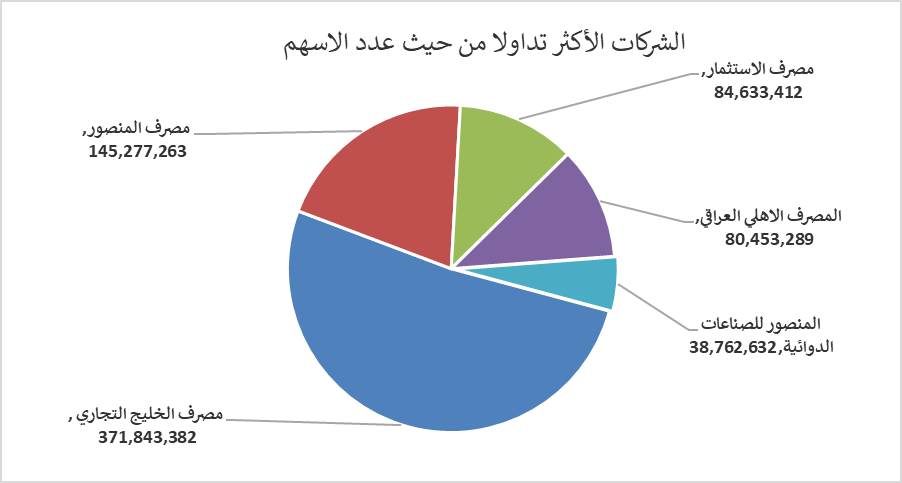 الشركات الأكثر تداولا من حيث عدد الاسهم
مصرف الاستثمار,
84,633,412
مصرف المنصور,
145,277,263
المصرف الاهلي العراقي,
80,453,289
المنصور للصناعات
الدوائية,38,762,632
مصرف الخليج التجاري ,
371,843,382